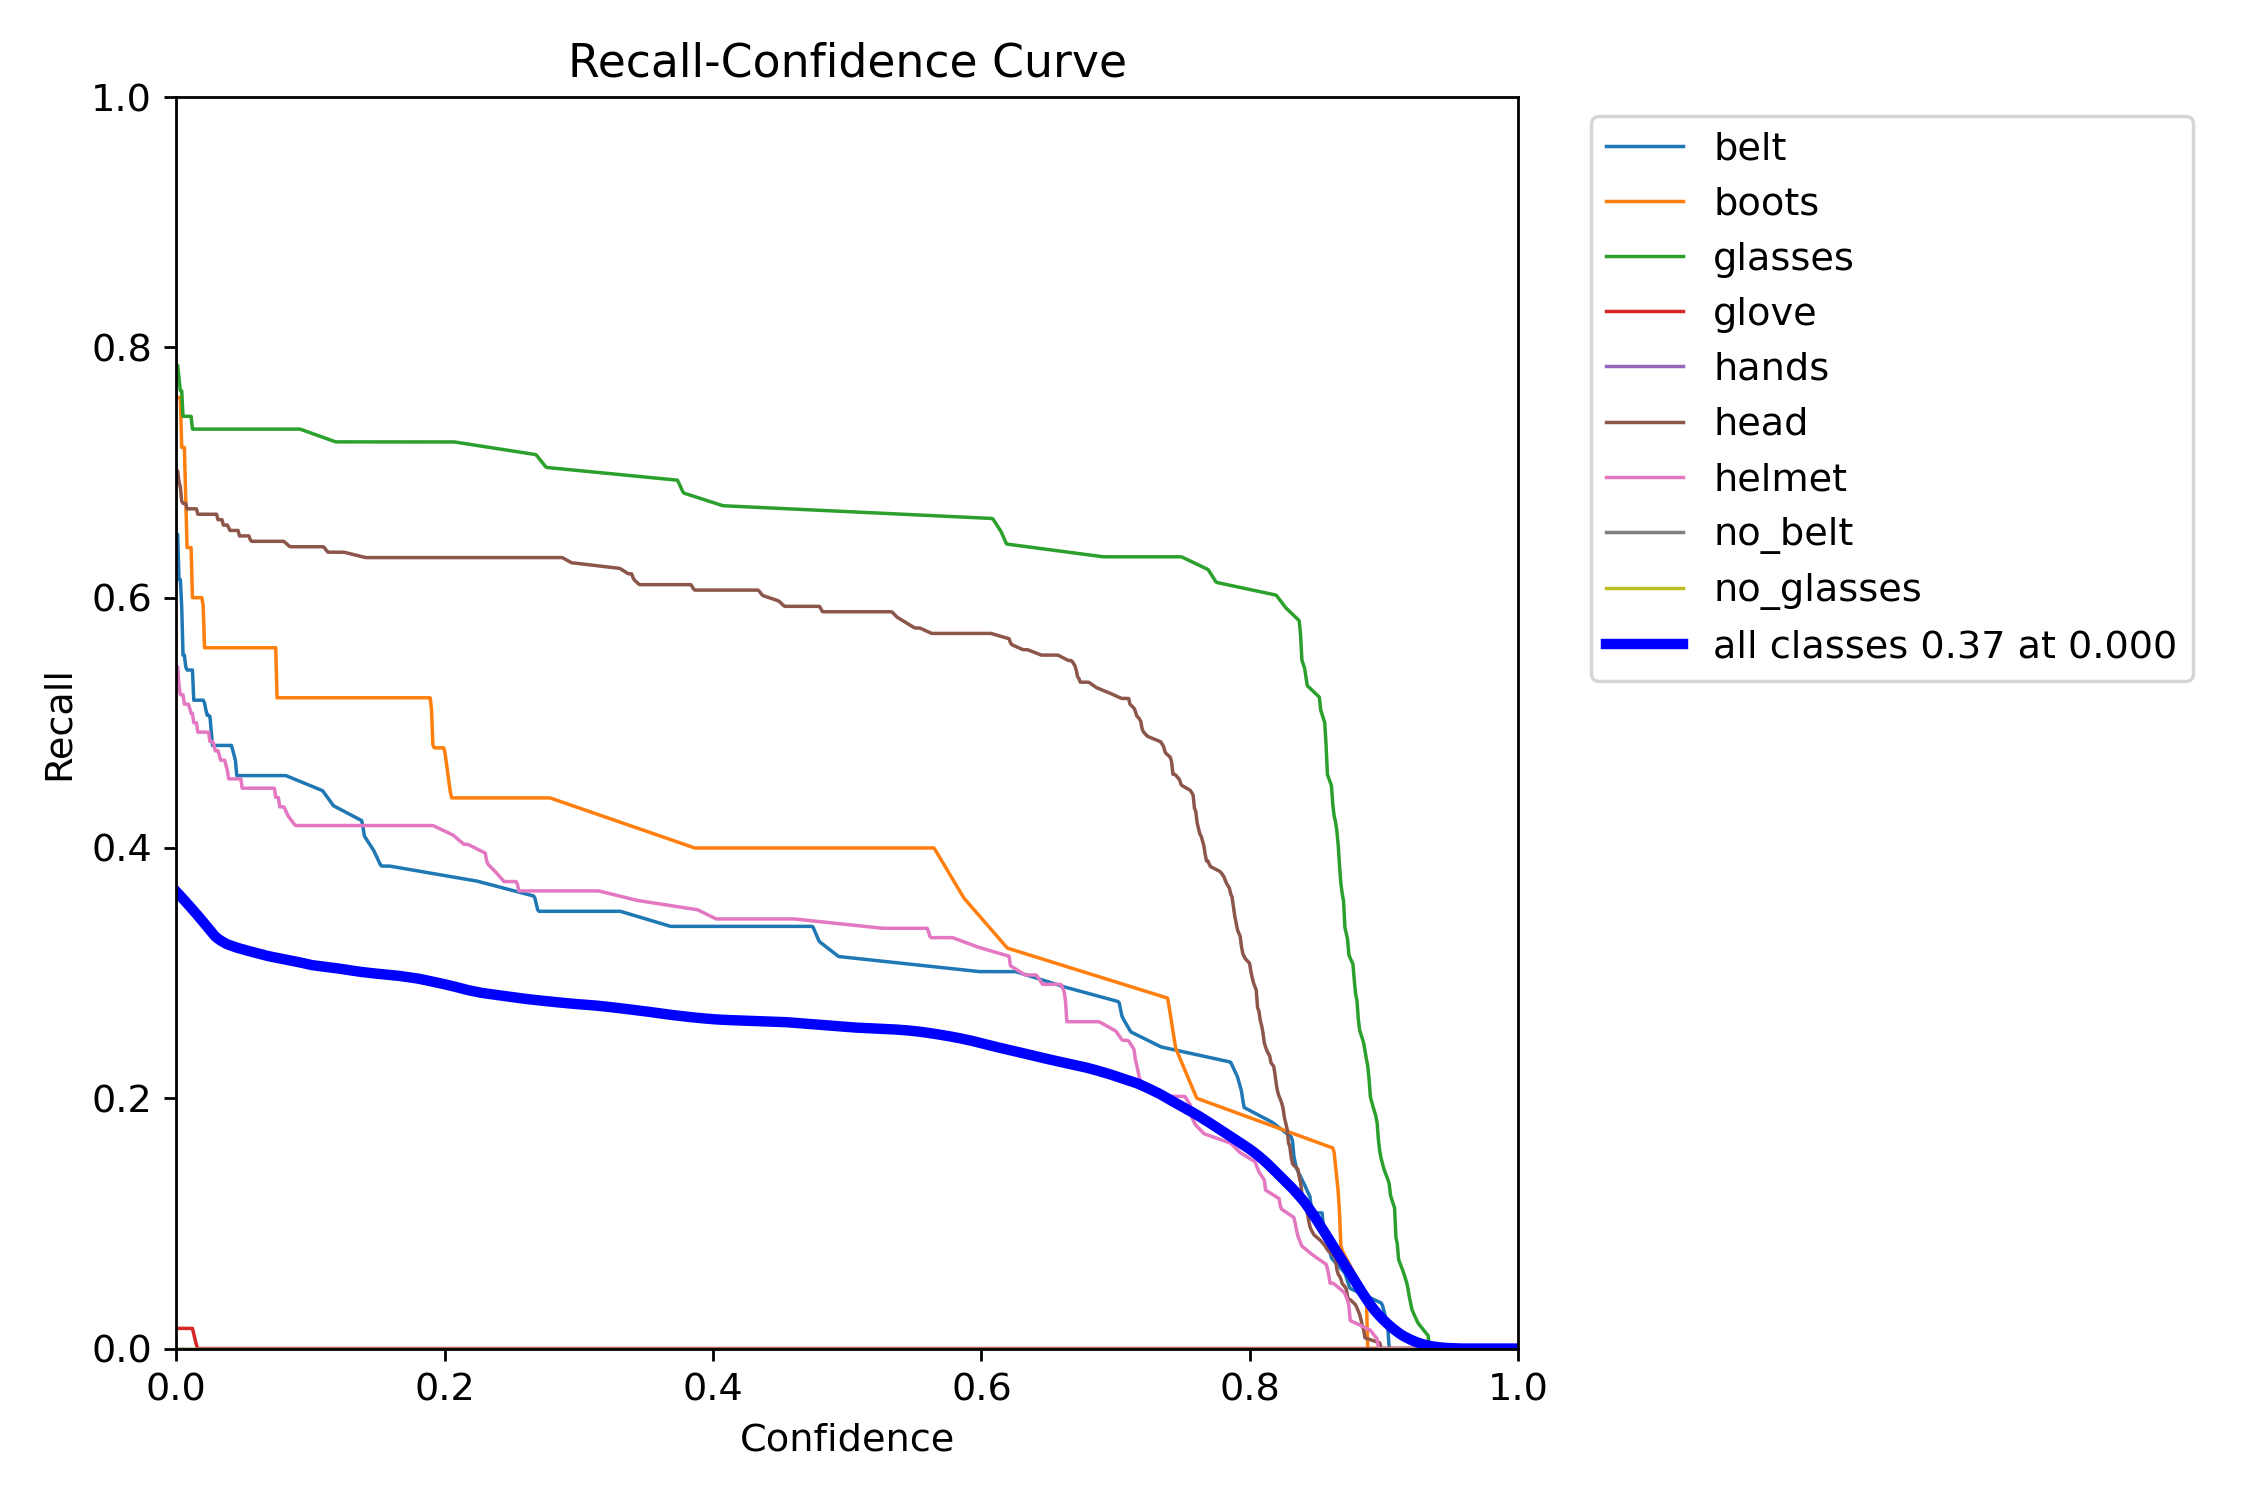 Recall-Confidence Curve
1.0
0.8
0.6
0.4
0.2
0.0
Recall
0.0 0.2 0.4 0.6 0.8 1.0
Confidence
belt
boots
glasses
glove
hands
head
helmet
no_belt
no_glasses
all classes 0.37 at 0.000